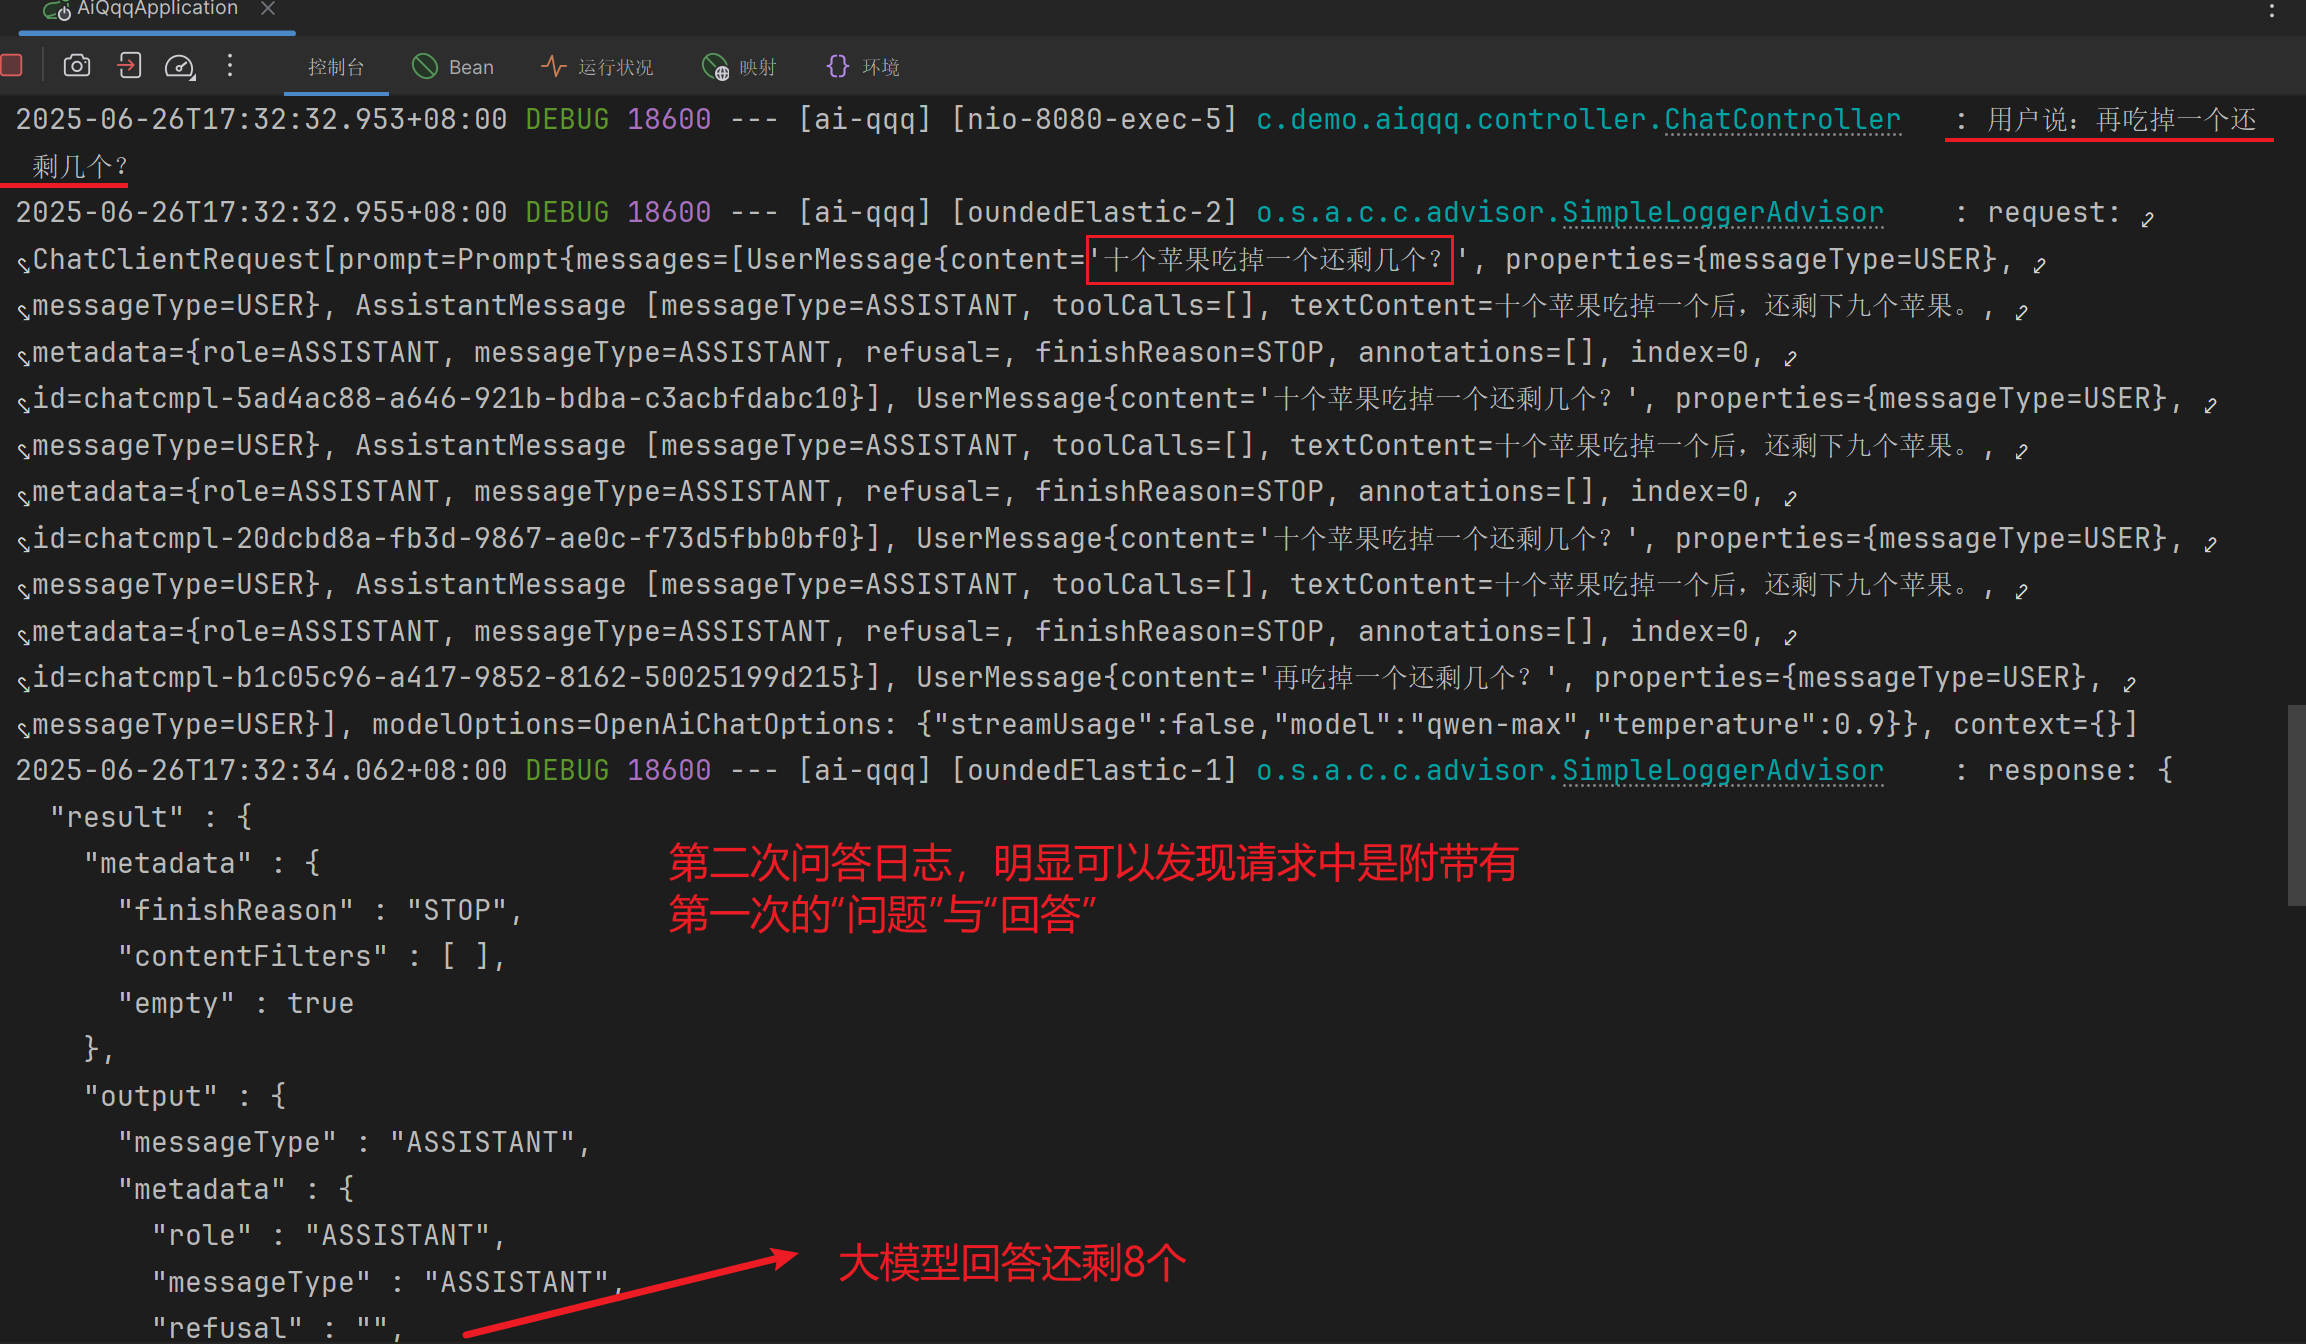 AiQqqApplication
控制台 Bean 运行状况 映射 环境
2025-06-26T17:32:32.953+08:00 DEBUG 18600 --- [ai-qqq] [nio-8080-exec-5] c.demo.aiqqq.controller.ChatController : 用户说：再吃掉一个还
剩几个？
2025-06-26T17:32:32.955+08:00 DEBUG 18600 --- [ai-qqq] [oundedElastic-2] o.s.a.c.c.advisor.SimpleLoggerAdvisor : request:
ChatClientRequest[prompt=Prompt{messages=[UserMessage{content='十个苹果吃掉一个还剩几个？', properties={messageType=USER},
messageType=USER}, AssistantMessage [messageType=ASSISTANT, toolCalls=[], textContent=十个苹果吃掉一个后，还剩下九个苹果。,
metadata={role=ASSISTANT, messageType=ASSISTANT, refusal=, finishReason=STOP, annotations=[], index=0,
id=chatcmpl-5ad4ac88-a646-921b-bdba-c3acbfdabc10}], UserMessage{content='十个苹果吃掉一个还剩几个？', properties={messageType=USER},
messageType=USER}, AssistantMessage [messageType=ASSISTANT, toolCalls=[], textContent=十个苹果吃掉一个后，还剩下九个苹果。,
metadata={role=ASSISTANT, messageType=ASSISTANT, refusal=, finishReason=STOP, annotations=[], index=0,
id=chatcmpl-20dcbd8a-fb3d-9867-ae0c-f73d5fbb0bf0}], UserMessage{content='十个苹果吃掉一个还剩几个？', properties={messageType=USER},
messageType=USER}, AssistantMessage [messageType=ASSISTANT, toolCalls=[], textContent=十个苹果吃掉一个后，还剩下九个苹果。,
metadata={role=ASSISTANT, messageType=ASSISTANT, refusal=, finishReason=STOP, annotations=[], index=0,
id=chatcmpl-b1c05c96-a417-9852-8162-50025199d215}], UserMessage{content='再吃掉一个还剩几个？', properties={messageType=USER},
messageType=USER}], modelOptions=OpenAiChatOptions: {"streamUsage":false,"model":"qwen-max","temperature":0.9}}, context={}]
2025-06-26T17:32:34.062+08:00 DEBUG 18600 --- [ai-qqq] [oundedElastic-1] o.s.a.c.c.advisor.SimpleLoggerAdvisor : response: {
"result" : {
"metadata" : {
"finishReason" : "STOP",
"contentFilters" : [ ],
"empty" : true
},
"output" : {
"messageType" : "ASSISTANT",
"metadata" : {
"role" : "ASSISTANT",
"messageType" : "ASSISTANT",
"refusal" : "",
第二次问答日志，明显可以发现请求中是附带有
第一次的“问题”与“回答”
大模型回答还剩8个